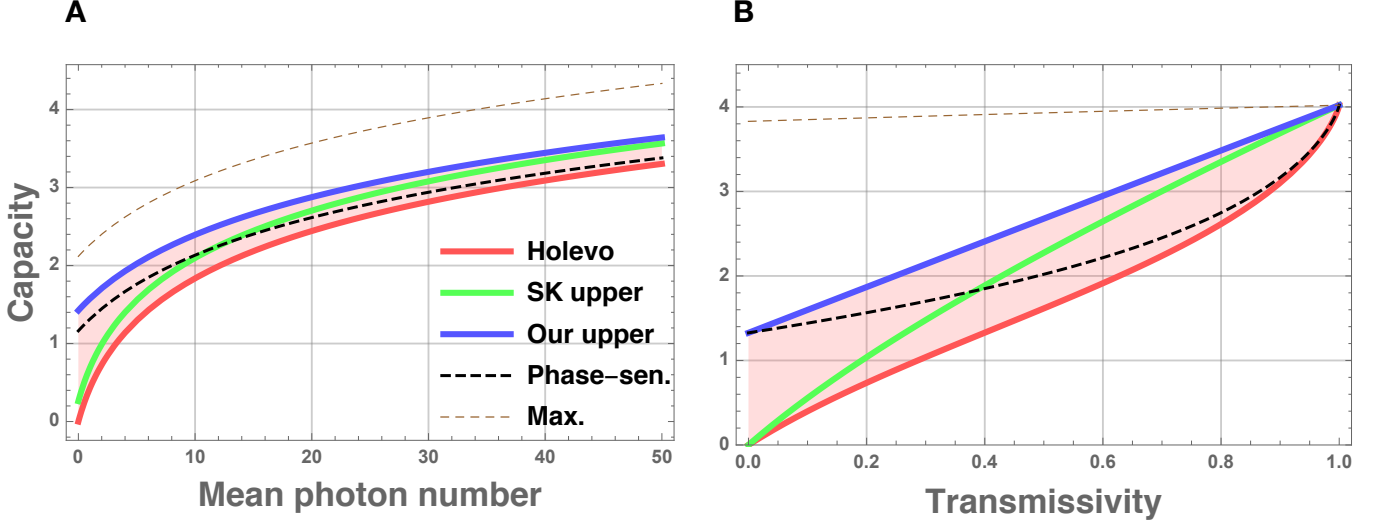 A
Capacity
4
3
2
1
0
0 10 20 30 40 50
Mean photon number
Holevo
SK upper
Our upper
Phase–sen.
Max.
B
4
3
2
1
0
0.0 0.2 0.4 0.6 0.8 1.0
Transmissivity